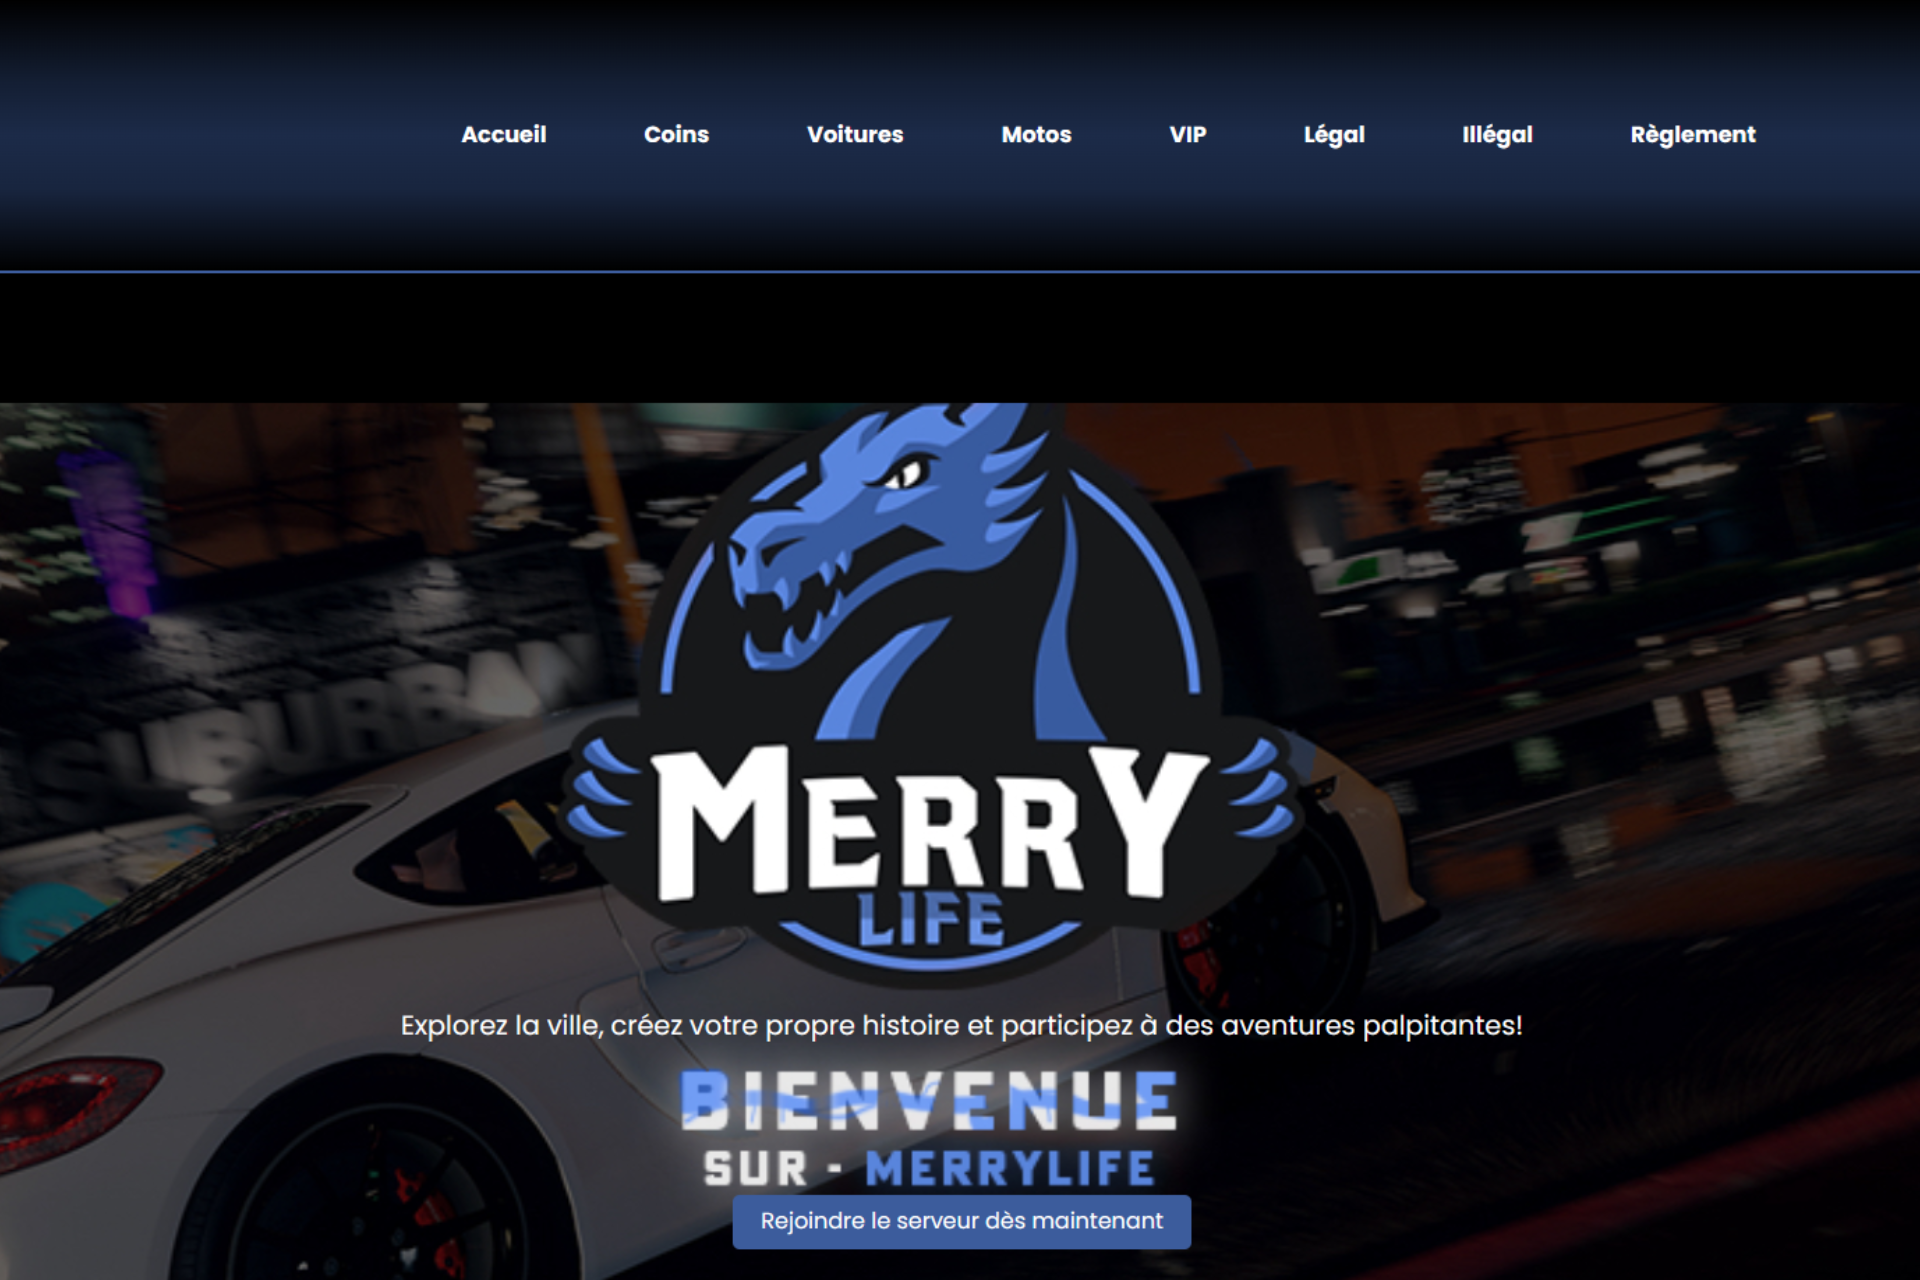 Accueil Coins Voitures Motos VIP Légal Illégal Règlement
SUBURBAN
MERRY
LIFE
Explorez la ville, créez votre propre histoire et participez à des aventures palpitantes!
BIENVENUE
SUR - MERRYLIFE
Rejoindre le serveur dès maintenant